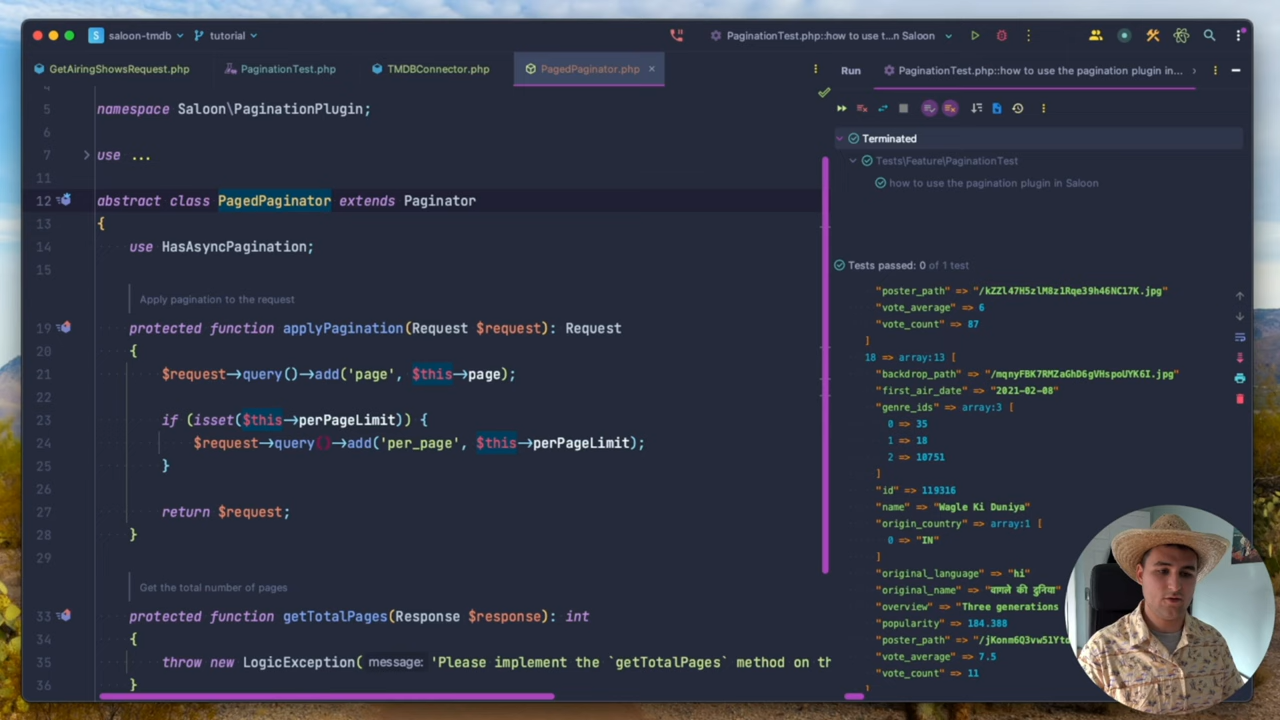 saloon-tmdb
tutorial
PaginationTest.php::how to use t...n Saloon
GetAiringShowsRequest.php
PaginationTest.php
TMDBConnector.php
PagedPaginator.php
Run
PaginationTest.php::how to use the pagination plugin in...
5 namespace Saloon\PaginationPlugin;
6
7 use ...
11
12 abstract class PagedPaginator extends Paginator
13 {
14 use HasAsyncPagination;
15
Apply pagination to the request
19 protected function applyPagination(Request $request): Request
20 {
21 $request->query()->add('page', $this->page);
22
23 if (isset($this->perPageLimit)) {
24 $request->query()->add('per_page', $this->perPageLimit);
25 }
26
27 return $request;
28 }
29
Get the total number of pages
33 protected function getTotalPages(Response $response): int
34 {
35 throw new LogicException( message: 'Please implement the `getTotalPages` method on th
36 }
Terminated
Tests\Feature\PaginationTest
how to use the pagination plugin in Saloon
Tests passed: 0 of 1 test
"poster_path" => "/kZZl47H5zlM8z1Rqe39h46NC17K.jpg"
"vote_average" => 6
"vote_count" => 87
]
18 => array:13 [
"backdrop_path" => "/mqnyFBK7RMZaGhD6gVHspoUYK6I.jpg"
"first_air_date" => "2021-02-08"
"genre_ids" => array:3 [
0 => 35
1 => 18
2 => 10751
]
"id" => 119316
"name" => "Wagle Ki Duniya"
"origin_country" => array:1 [
0 => "IN"
]
"original_language" => "hi"
"original_name" => "वागले की दुनिया"
"overview" => "Three generations
"popularity" => 184.388
"poster_path" => "/jKonm6Q3vw51Yt
"vote_average" => 7.5
"vote_count" => 11